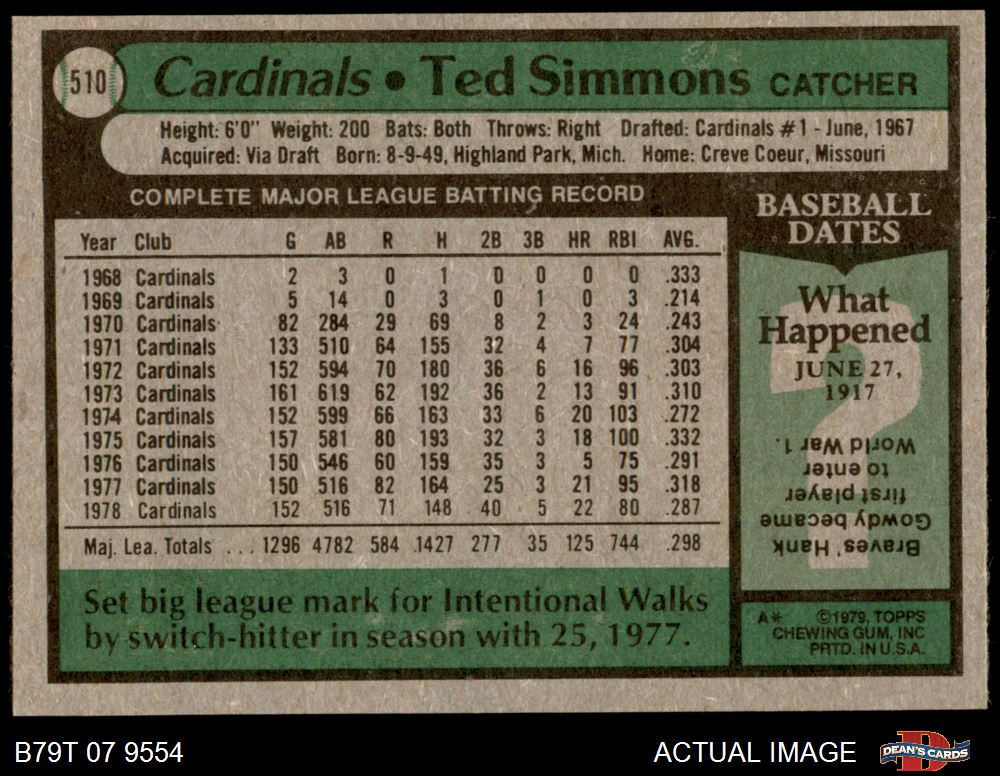 510 Cardinals • Ted Simmons CATCHER
Height: 6'0" Weight: 200 Bats: Both Throws: Right Drafted: Cardinals #1 - June, 1967
Acquired: Via Draft Born: 8-9-49, Highland Park, Mich. Home: Creve Coeur, Missouri
COMPLETE MAJOR LEAGUE BATTING RECORD
Year Club G AB R H 2B 3B HR RBI AVG.
1968 Cardinals 2 3 0 1 0 0 0 0 .333
1969 Cardinals 5 14 0 3 0 1 0 3 .214
1970 Cardinals 82 284 29 69 8 2 3 24 .243
1971 Cardinals 133 510 64 155 32 4 7 77 .304
1972 Cardinals 152 594 70 180 36 6 16 96 .303
1973 Cardinals 161 619 62 192 36 2 13 91 .310
1974 Cardinals 152 599 66 163 33 6 20 103 .272
1975 Cardinals 157 581 80 193 32 3 18 100 .332
1976 Cardinals 150 546 60 159 35 3 5 75 .291
1977 Cardinals 150 516 82 164 25 3 21 95 .318
1978 Cardinals 152 516 71 148 40 5 22 80 .287
Maj. Lea. Totals ... 1296 4782 584 1427 277 35 125 744 .298
Set big league mark for Intentional Walks
by switch-hitter in season with 25, 1977.
BASEBALL
DATES
What
Happened
JUNE 27,
1917
Braves' Hank
Gowdy became
first player
to enter
World War 1.
A* ©1979, TOPPS
CHEWING GUM, INC
PRTD. IN U.S.A.
B79T 07 9554
ACTUAL IMAGE
D
DEAN'S CARDS